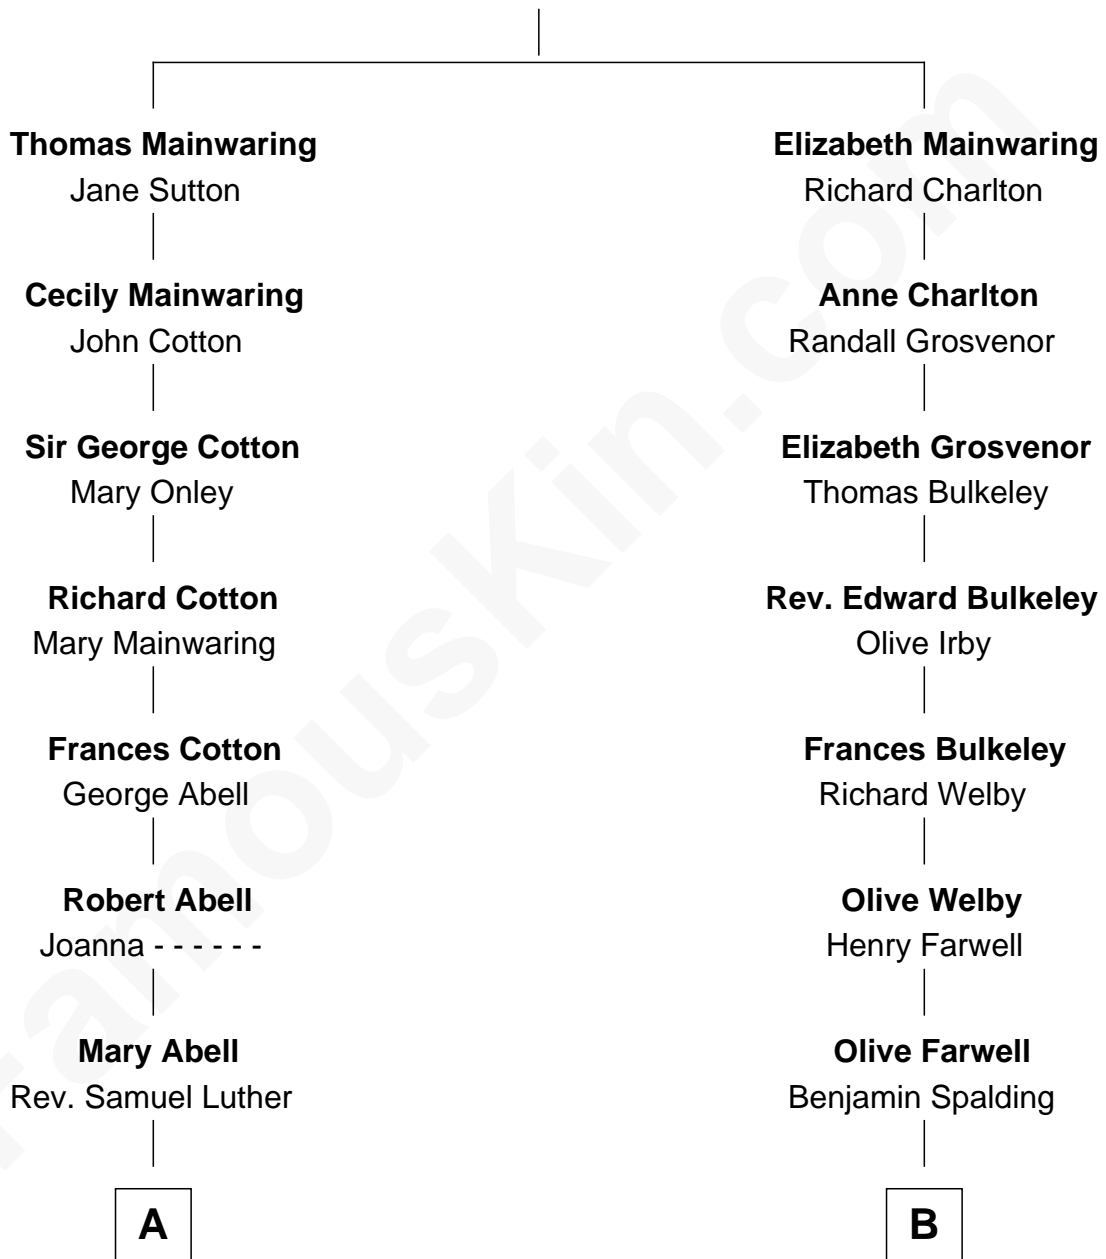 Thomas Mainwaring
Jane Sutton
Cecily Mainwaring
John Cotton
Sir George Cotton
Mary Onley
Richard Cotton
Mary Mainwaring
Frances Cotton
George Abell
Robert Abell
Joanna - - - - - -
Mary Abell
Rev. Samuel Luther
A
Elizabeth Mainwaring
Richard Charlton
Anne Charlton
Randall Grosvenor
Elizabeth Grosvenor
Thomas Bulkeley
Rev. Edward Bulkeley
Olive Irby
Frances Bulkeley
Richard Welby
Olive Welby
Henry Farwell
Olive Farwell
Benjamin Spalding
B
FamousKin.com